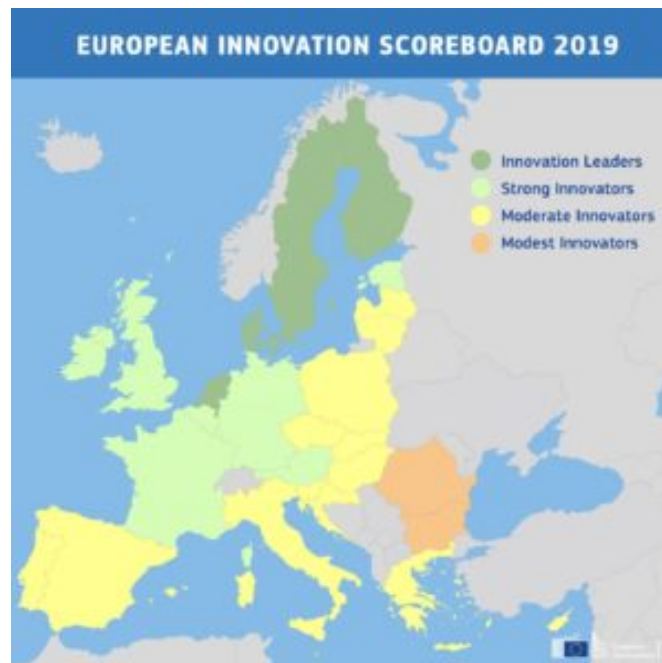 EUROPEAN INNOVATION SCOREBOARD 2019
Innovation Leaders
Strong Innovators
Moderate Innovators
Modest Innovators